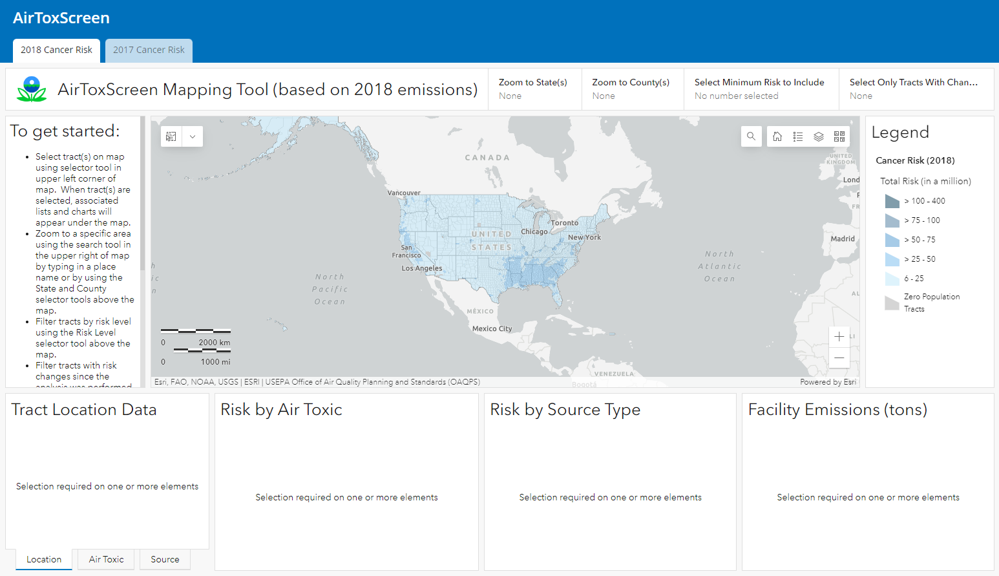 AirToxScreen
2018 Cancer Risk
2017 Cancer Risk
AirToxScreen Mapping Tool (based on 2018 emissions)
Zoom to State(s)
None
Zoom to County(s)
None
Select Minimum Risk to Include
No number selected
Select Only Tracts With Chan...
None
To get started:
• Select tract(s) on map
using selector tool in
upper left corner of
map.  When tract(s) are
selected, associated
lists and charts will
appear under the map.
• Zoom to a specific area
using the search tool in
the upper right of map
by typing in a place
name or by using the
State and County
selector tools above the
map.
• Filter tracts by risk level
using the Risk Level
selector tool above the
map.
• Filter tracts with risk
changes since the
analysis was performed
CANADA
UNITED
KINGDOM
Lond
Vancouver
FR
Toronto
Chicago
UNITED
STATES
New York
Madrid
San
Francisco
Los Angeles
North
Atlantic
Ocean
North
Pacific
Ocean
h
ic
n
AL
MÉXICO
Mexico City
LI
0 2000 km
0 1000 mi
VENEZUELA
Bogotá
Esri, FAO, NOAA, USGS | ESRI | USEPA Office of Air Quality Planning and Standards (OAQPS)
Powered by Esri
Legend
Cancer Risk (2018)
Total Risk (in a million)
> 100 - 400
> 75 - 100
> 50 - 75
> 25 - 50
6 - 25
Zero Population
Tracts
Tract Location Data
Selection required on one or more elements
Location
Air Toxic
Source
Risk by Air Toxic
Selection required on one or more elements
Risk by Source Type
Selection required on one or more elements
Facility Emissions (tons)
Selection required on one or more elements